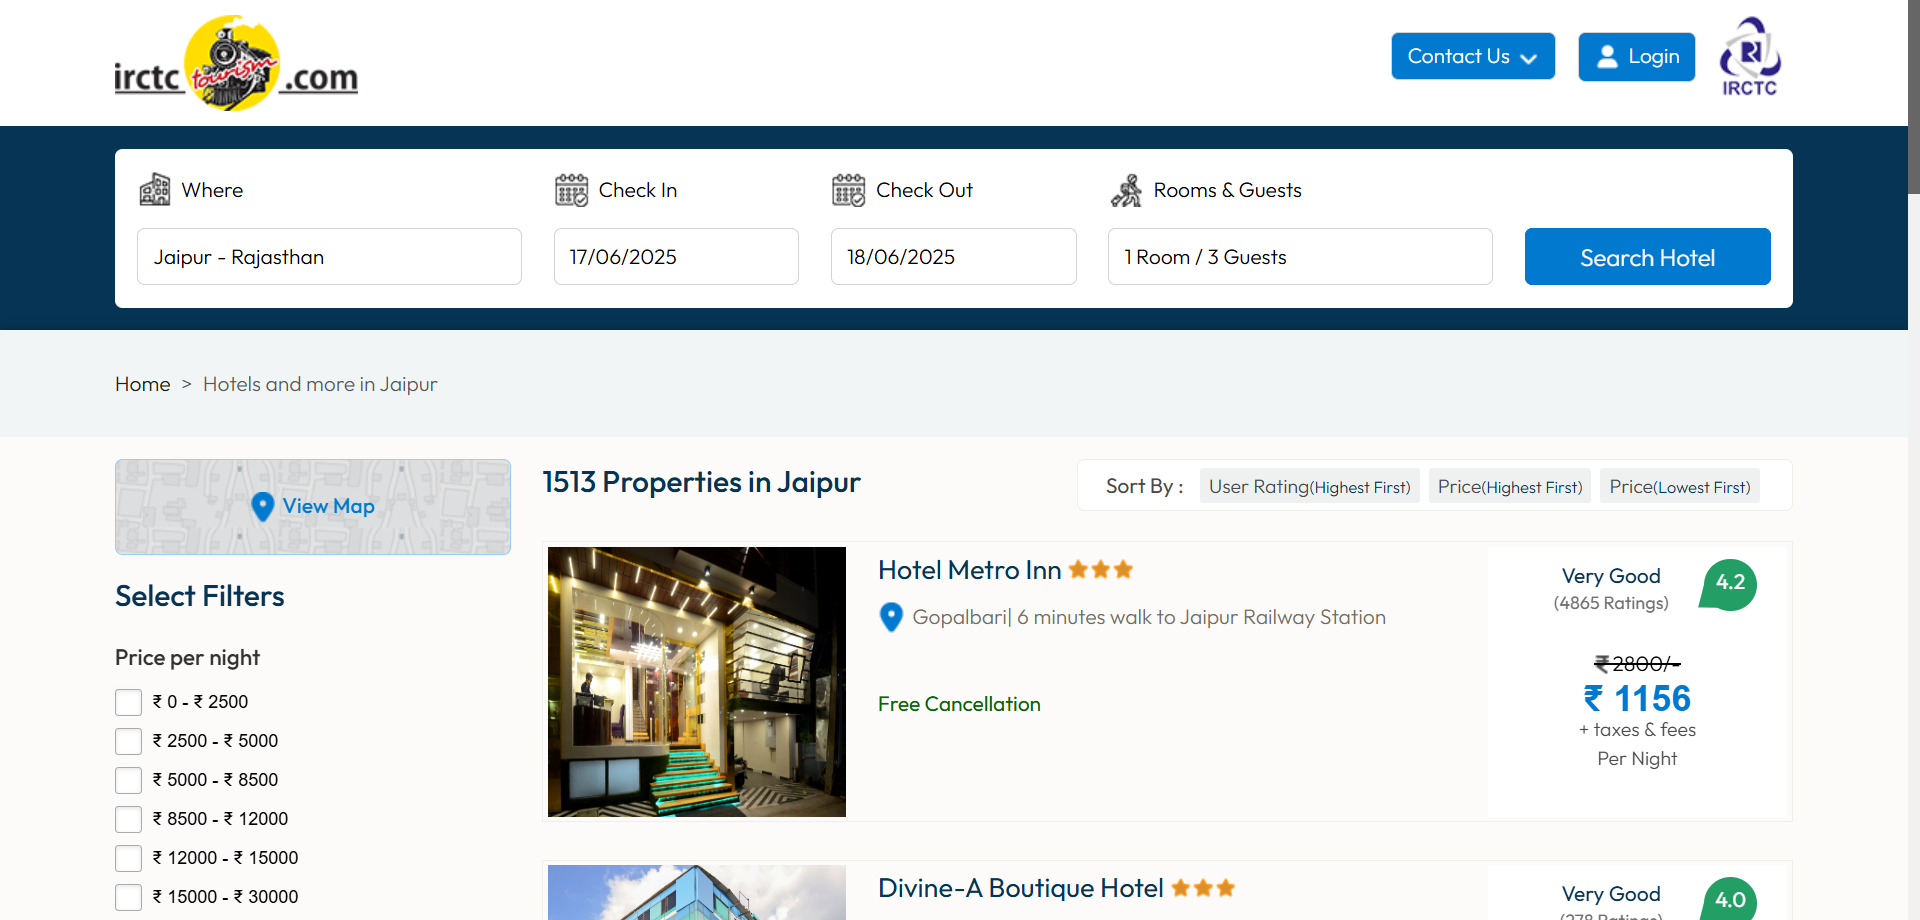 irctc tourism .com
Contact Us
Login
IRCTC
Where
Check In
Check Out
Rooms & Guests
Jaipur - Rajasthan
17/06/2025
18/06/2025
1 Room / 3 Guests
Search Hotel
Home > Hotels and more in Jaipur
View Map
1513 Properties in Jaipur
Sort By :
User Rating(Highest First)
Price(Highest First)
Price(Lowest First)
Select Filters
Price per night
₹ 0 - ₹ 2500
₹ 2500 - ₹ 5000
₹ 5000 - ₹ 8500
₹ 8500 - ₹ 12000
₹ 12000 - ₹ 15000
₹ 15000 - ₹ 30000
Hotel Metro Inn
Gopalbari| 6 minutes walk to Jaipur Railway Station
Free Cancellation
Very Good
(4865 Ratings)
4.2
₹ 2800/-
₹ 1156
+ taxes & fees
Per Night
Divine-A Boutique Hotel
Very Good
(278 Ratings)
4.0